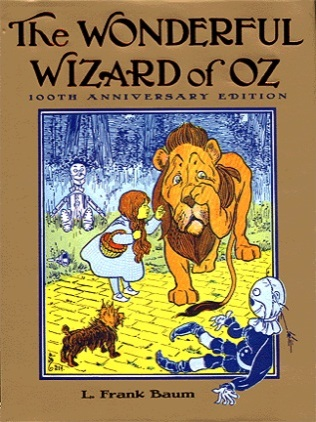 The WONDERFUL
WIZARD of OZ
100TH ANNIVERSARY EDITION
L. Frank Baum